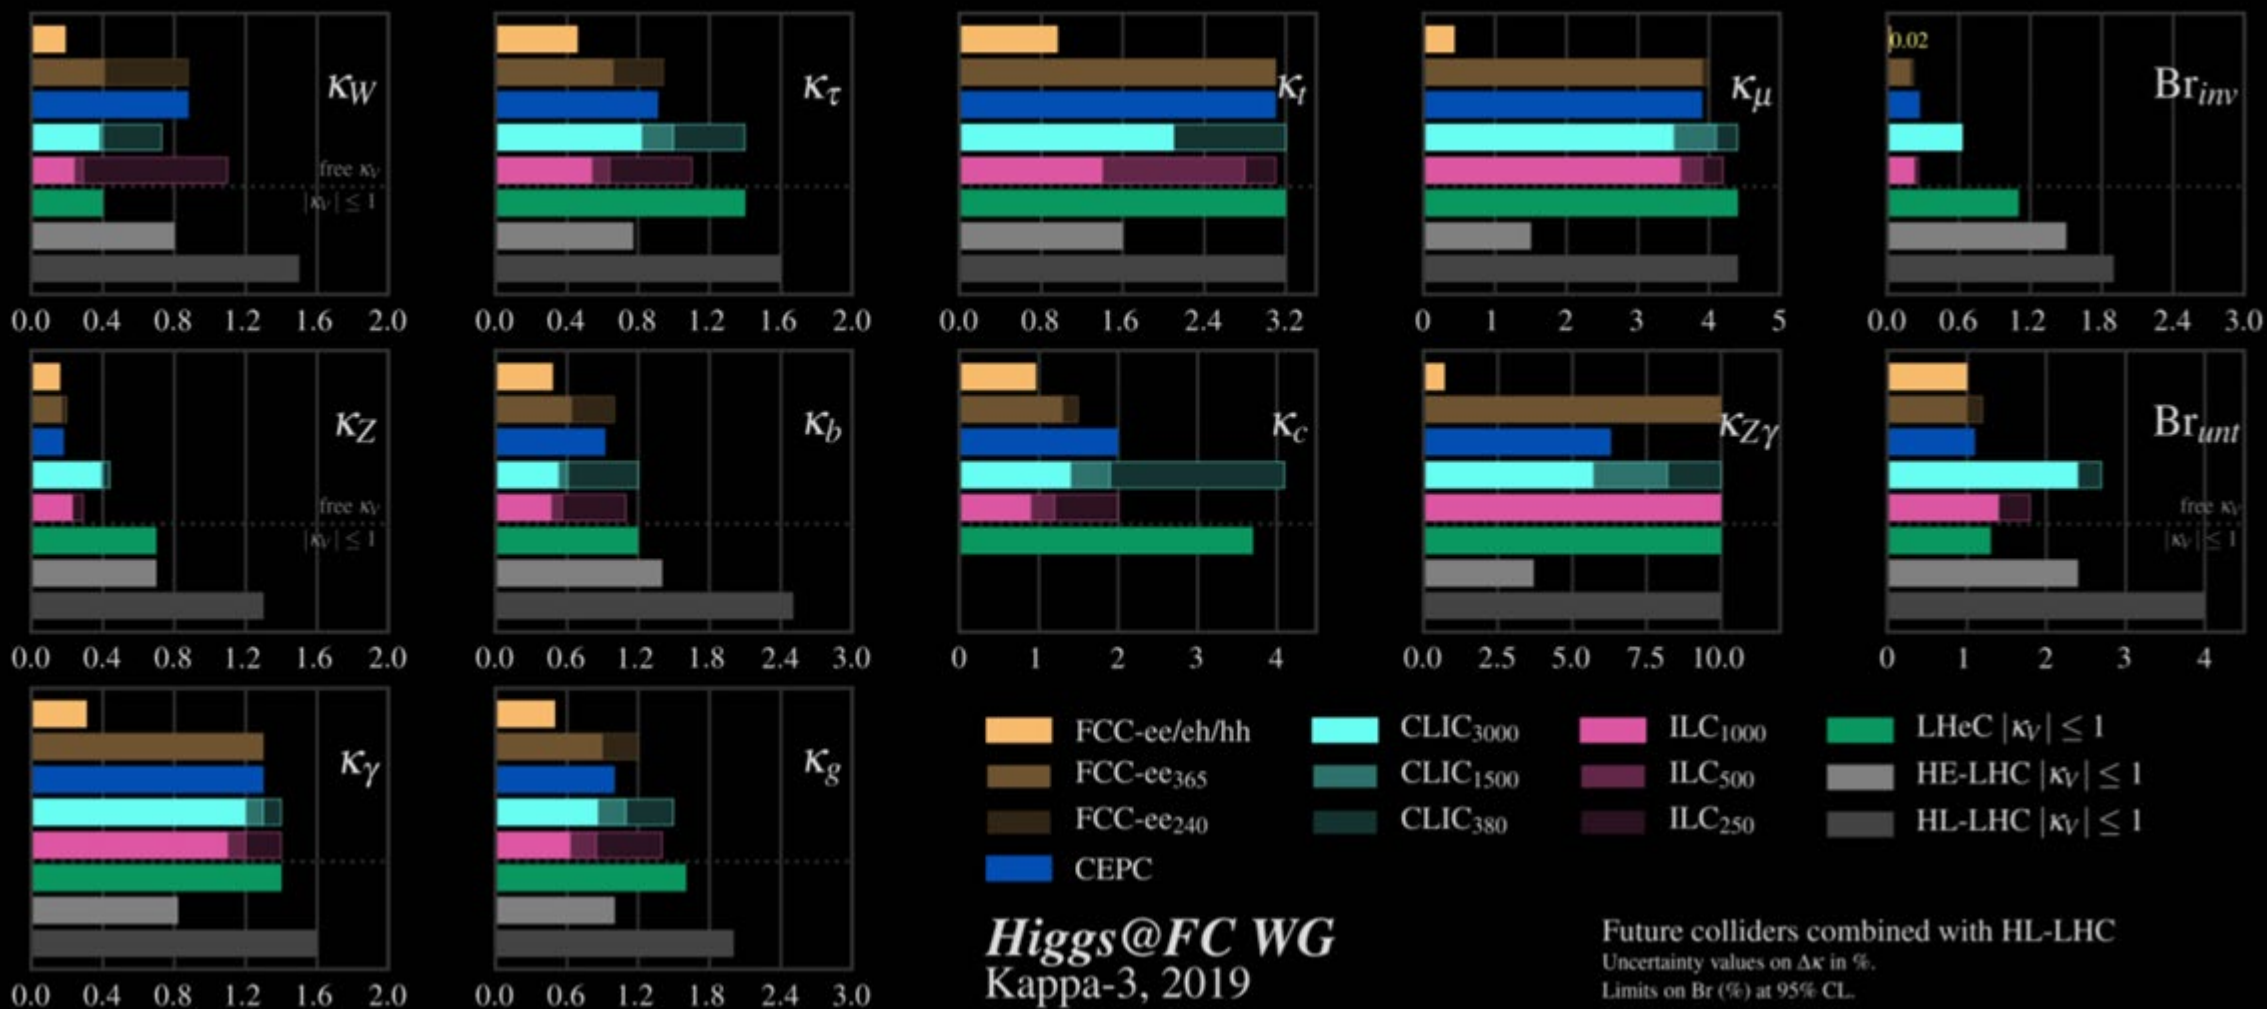 κW
free κV
|κV| ≤ 1
0.0 0.4 0.8 1.2 1.6 2.0
κτ
0.0 0.4 0.8 1.2 1.6 2.0
κt
0.0 0.8 1.6 2.4 3.2
κμ
0 1 2 3 4 5
0.02
Brinv
0.0 0.6 1.2 1.8 2.4 3.0
κZ
free κV
|κV| ≤ 1
0.0 0.4 0.8 1.2 1.6 2.0
κb
0.0 0.6 1.2 1.8 2.4 3.0
κc
0 1 2 3 4
κZγ
0.0 2.5 5.0 7.5 10.0
Brunt
free κV
|κV| ≤ 1
0 1 2 3 4
κγ
0.0 0.4 0.8 1.2 1.6 2.0
κg
0.0 0.6 1.2 1.8 2.4 3.0
FCC-ee/eh/hh
FCC-ee365
FCC-ee240
CEPC
CLIC3000
CLIC1500
CLIC380
ILC1000
ILC500
ILC250
LHeC |κV| ≤ 1
HE-LHC |κV| ≤ 1
HL-LHC |κV| ≤ 1
Higgs@FC WG
Kappa-3, 2019
Future colliders combined with HL-LHC
Uncertainty values on Δκ in %.
Limits on Br (%) at 95% CL.